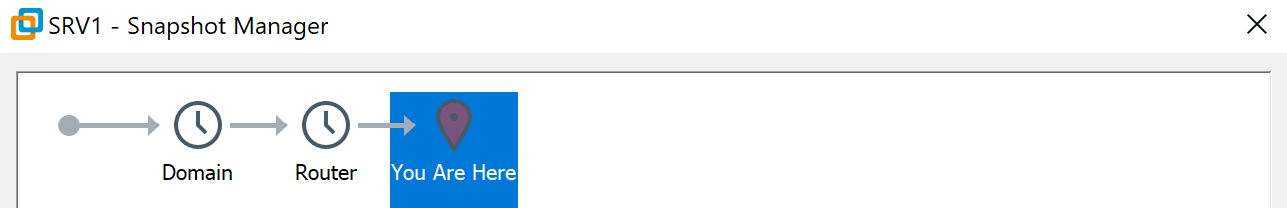 SRV1 - Snapshot Manager
Domain Router You Are Here